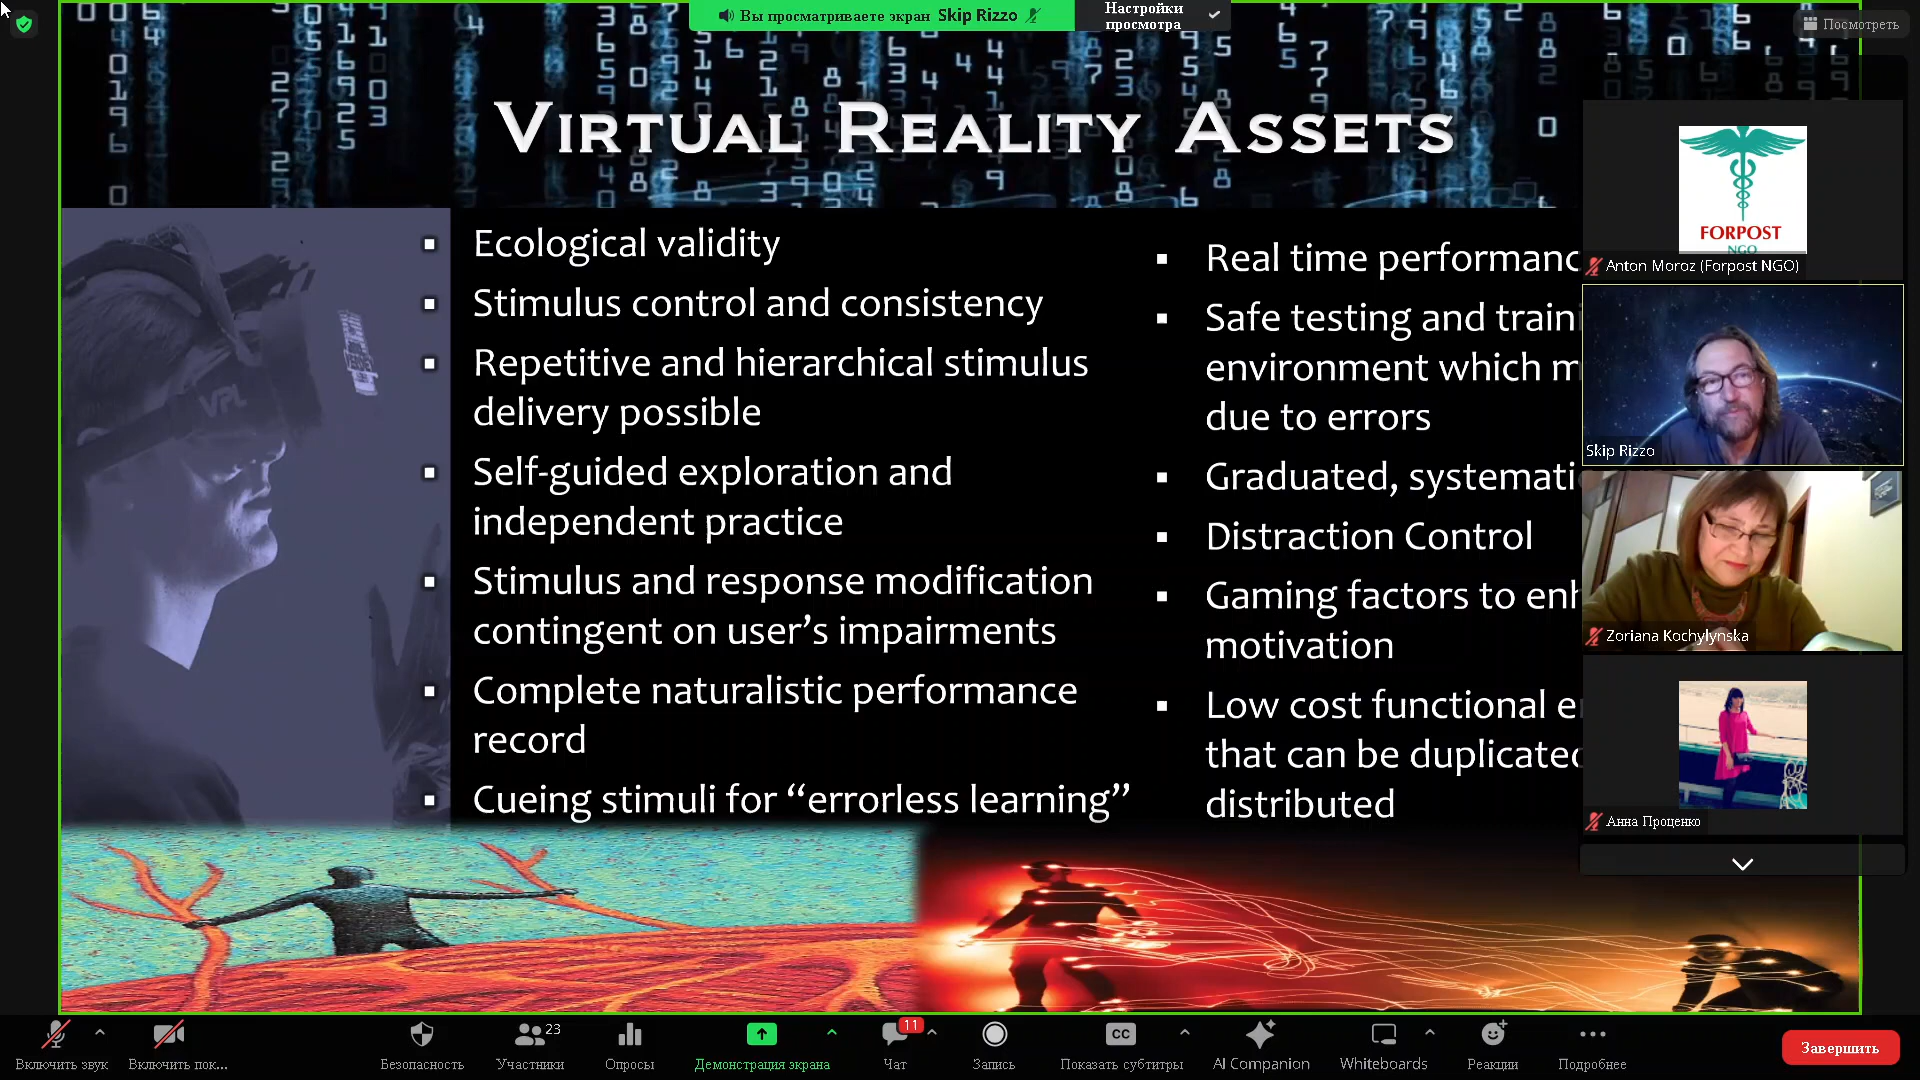 Вы просматриваете экран Skip Rizzo
Настройки
просмотра
Посмотреть
VIRTUAL REALITY ASSETS
Ecological validity
Stimulus control and consistency
Repetitive and hierarchical stimulus
delivery possible
Self-guided exploration and
independent practice
Stimulus and response modification
contingent on user’s impairments
Complete naturalistic performance
record
Cueing stimuli for “errorless learning”
Real time performanc
Safe testing and traini
environment which m
due to errors
Graduated, systemati
Distraction Control
Gaming factors to enh
motivation
Low cost functional e
that can be duplicated
distributed
VPL
FORPOST
NGO
Anton Moroz (Forpost NGO)
Skip Rizzo
Zoriana Kochylynska
Анна Проценко
Включить звук
Включить пок...
Безопасность
23
Участники
Опросы
Демонстрация экрана
11
Чат
Запись
CC
Показать субтитры
AI Companion
Whiteboards
Реакции
Подробнее
Завершить